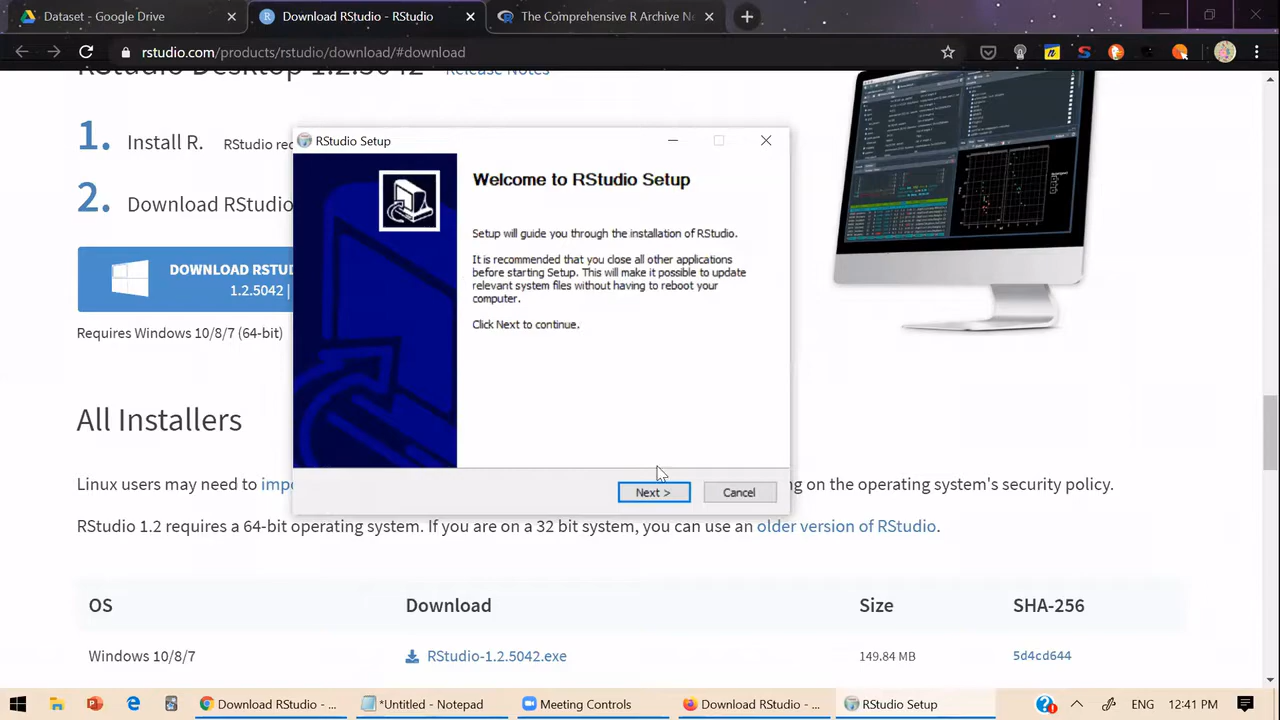 Dataset - Google Drive
Download RStudio - RStudio
The Comprehensive R Archive Ne
rstudio.com/products/rstudio/download/#download
RStudio Desktop 1.2.5042 - Release Notes
1. Install R. RStudio req
2. Download RStudio
DOWNLOAD RSTUD
1.2.5042 |
Requires Windows 10/8/7 (64-bit)
RStudio Setup
Welcome to RStudio Setup
Setup will guide you through the installation of RStudio.
It is recommended that you close all other applications
before starting Setup. This will make it possible to update
relevant system files without having to reboot your
computer.
Click Next to continue.
Next >
Cancel
All Installers
Linux users may need to impo
ng on the operating system's security policy.
RStudio 1.2 requires a 64-bit operating system. If you are on a 32 bit system, you can use an older version of RStudio.
OS Download Size SHA-256
Windows 10/8/7 RStudio-1.2.5042.exe 149.84 MB 5d4cd644
Download RStudio - ...
*Untitled - Notepad
Meeting Controls
Download RStudio - ...
RStudio Setup
ENG
12:41 PM